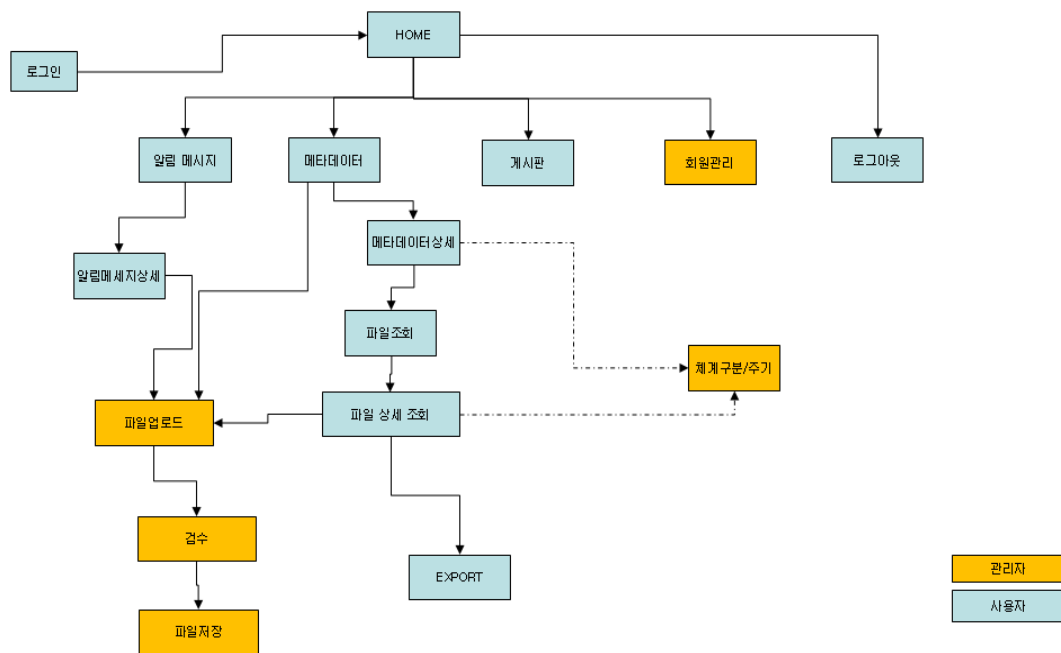 HOME
로그인
알림 메시지
메타데이터
게시판
회원관리
로그아웃
메타데이터상세
알림메세지상세
파일조회
체계구분/주기
파일업로드
파일 상세 조회
검수
EXPORT
관리자
사용자
파일저장